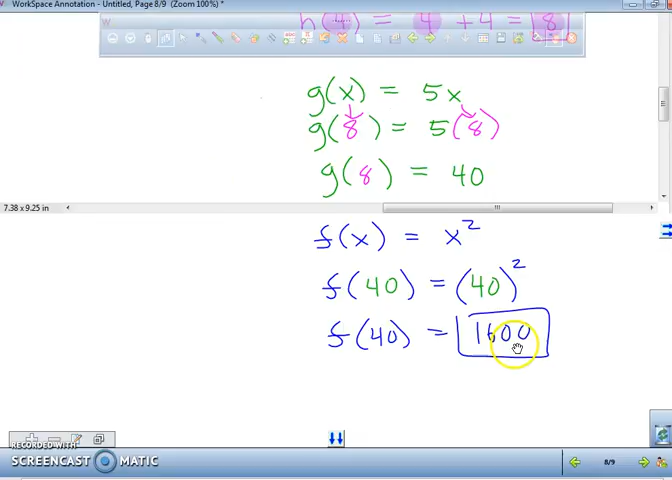 WorkSpace Annotation - Untitled, Page 8/9 (Zoom 100%)
h(4) = 4 + 4 = 8
g(x) = 5x
g(8) = 5(8)
g(8) = 40
7.38 x 9.25 in
f(x) = x²
f(40) = (40)²
f(40) = 1600
RECORDED WITH
SCREENCAST MATIC
8/9